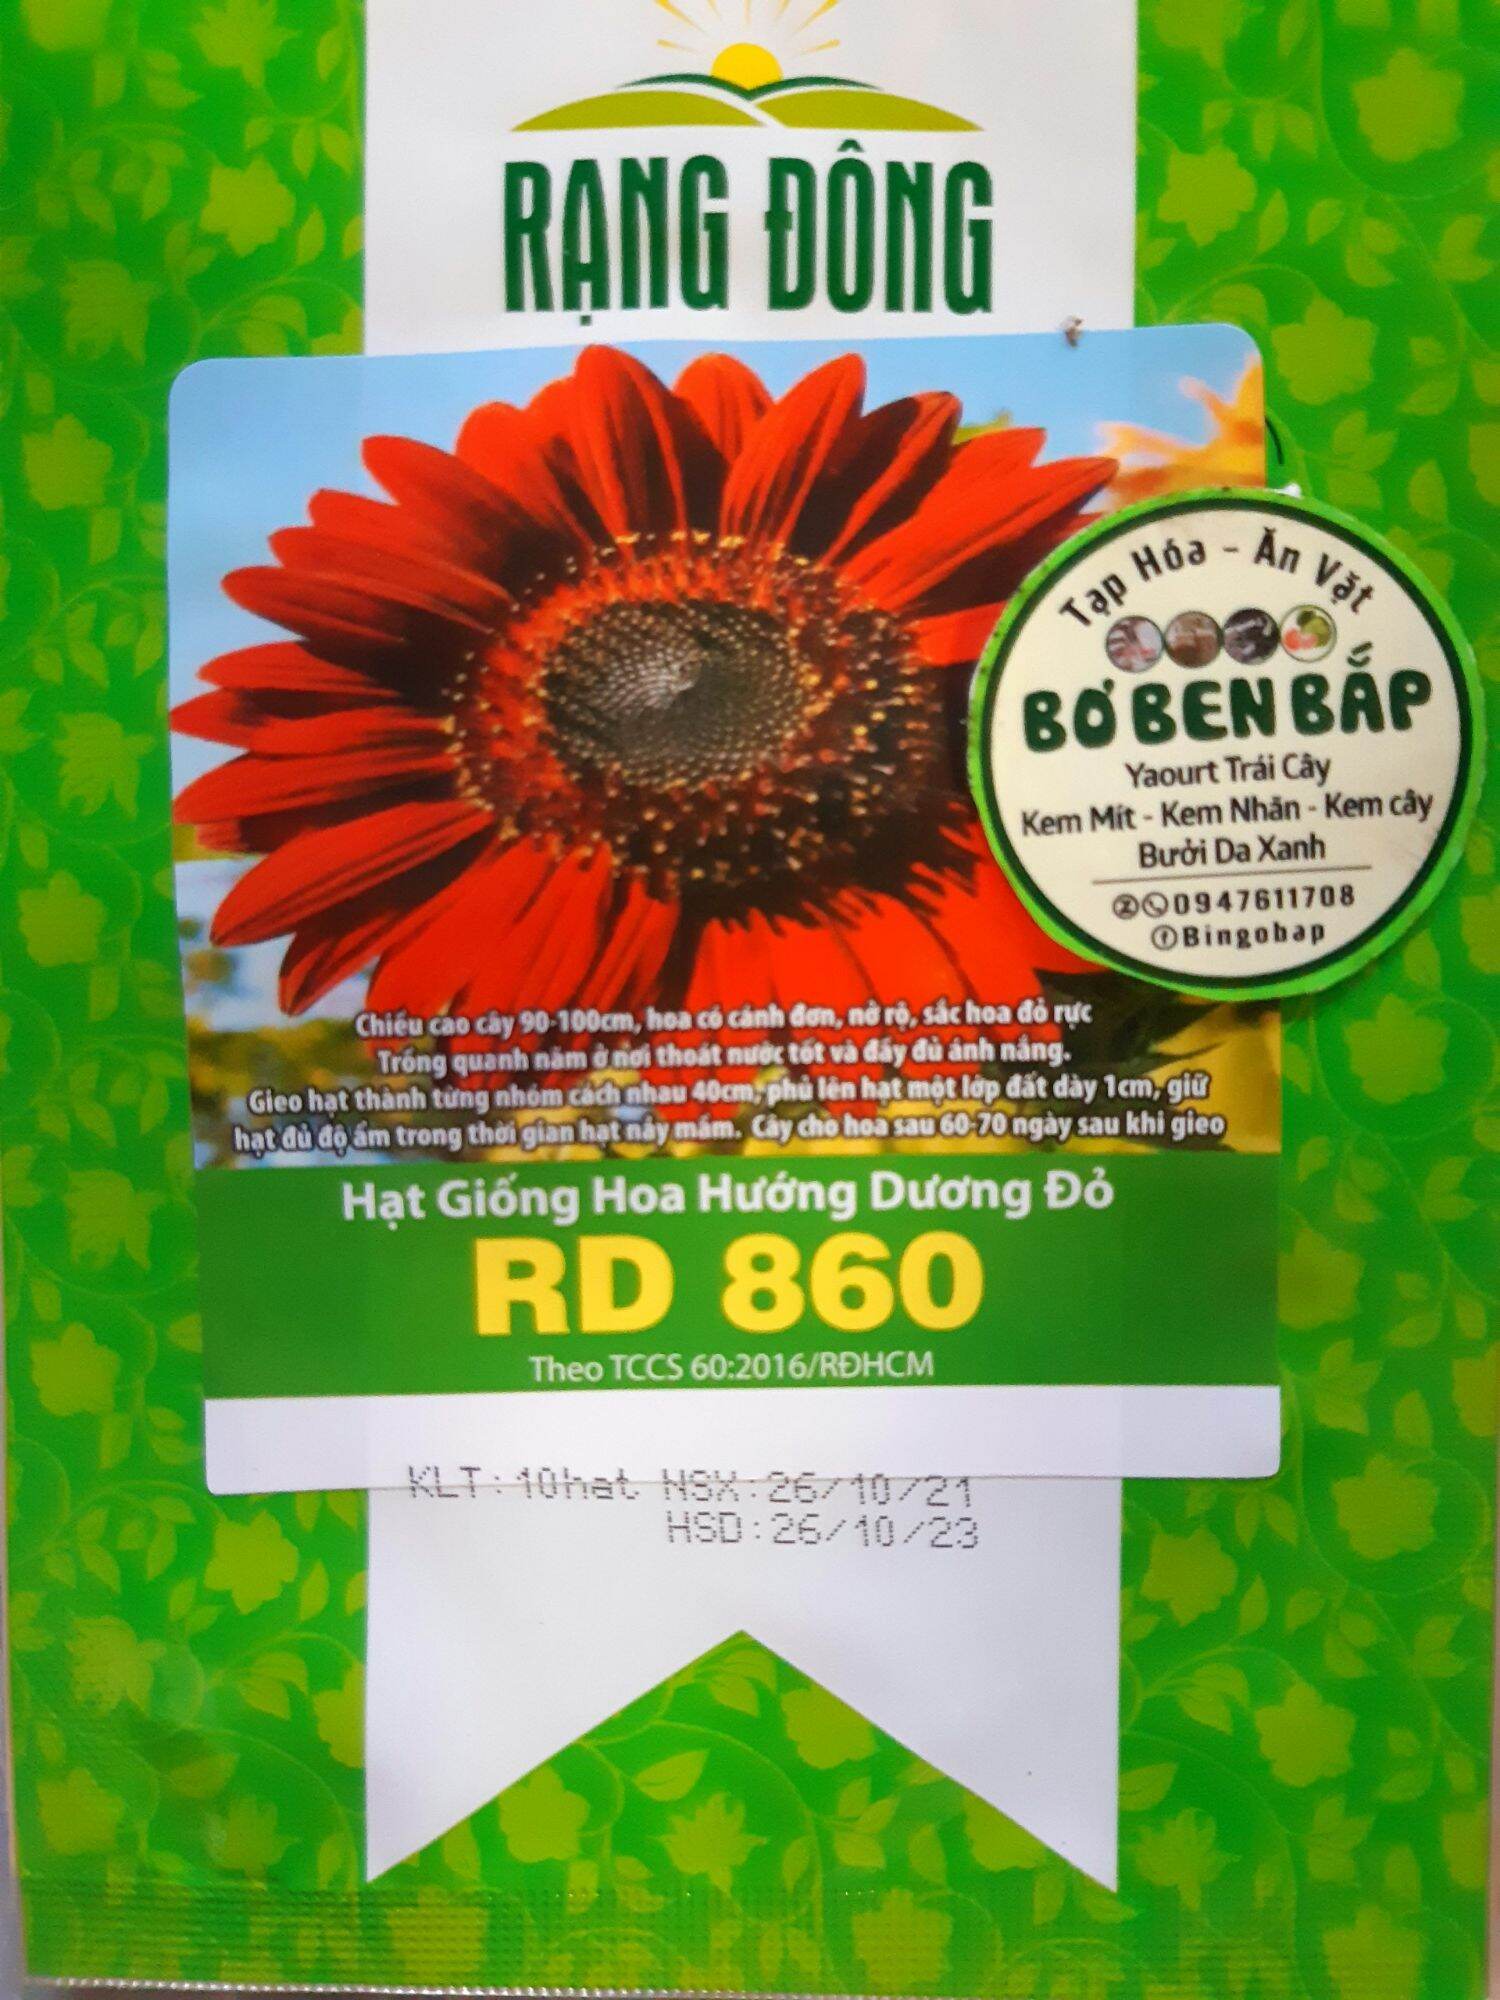 RẠNG ĐÔNG
Tạp Hóa - Ăn Vặt
BƠ BEN BẮP
Yaourt Trái Cây
Kem Mít - Kem Nhãn - Kem cây
Bưởi Da Xanh
0947611708
Bingobap
Chiều cao cây 90-100cm, hoa có cánh đơn, nở rộ, sắc hoa đỏ rực
Trồng quanh năm ở nơi thoát nước tốt và đầy đủ ánh nắng.
Gieo hạt thành từng nhóm cách nhau 40cm, phủ lên hạt một lớp đất dày 1cm, giữ
hạt đủ độ ẩm trong thời gian hạt nảy mầm. Cây cho hoa sau 60-70 ngày sau khi gieo
Hạt Giống Hoa Hướng Dương Đỏ
RD 860
Theo TCCS 60:2016/RĐHCM
KLT:10hat NSX:26/10/21
HSD:26/10/23